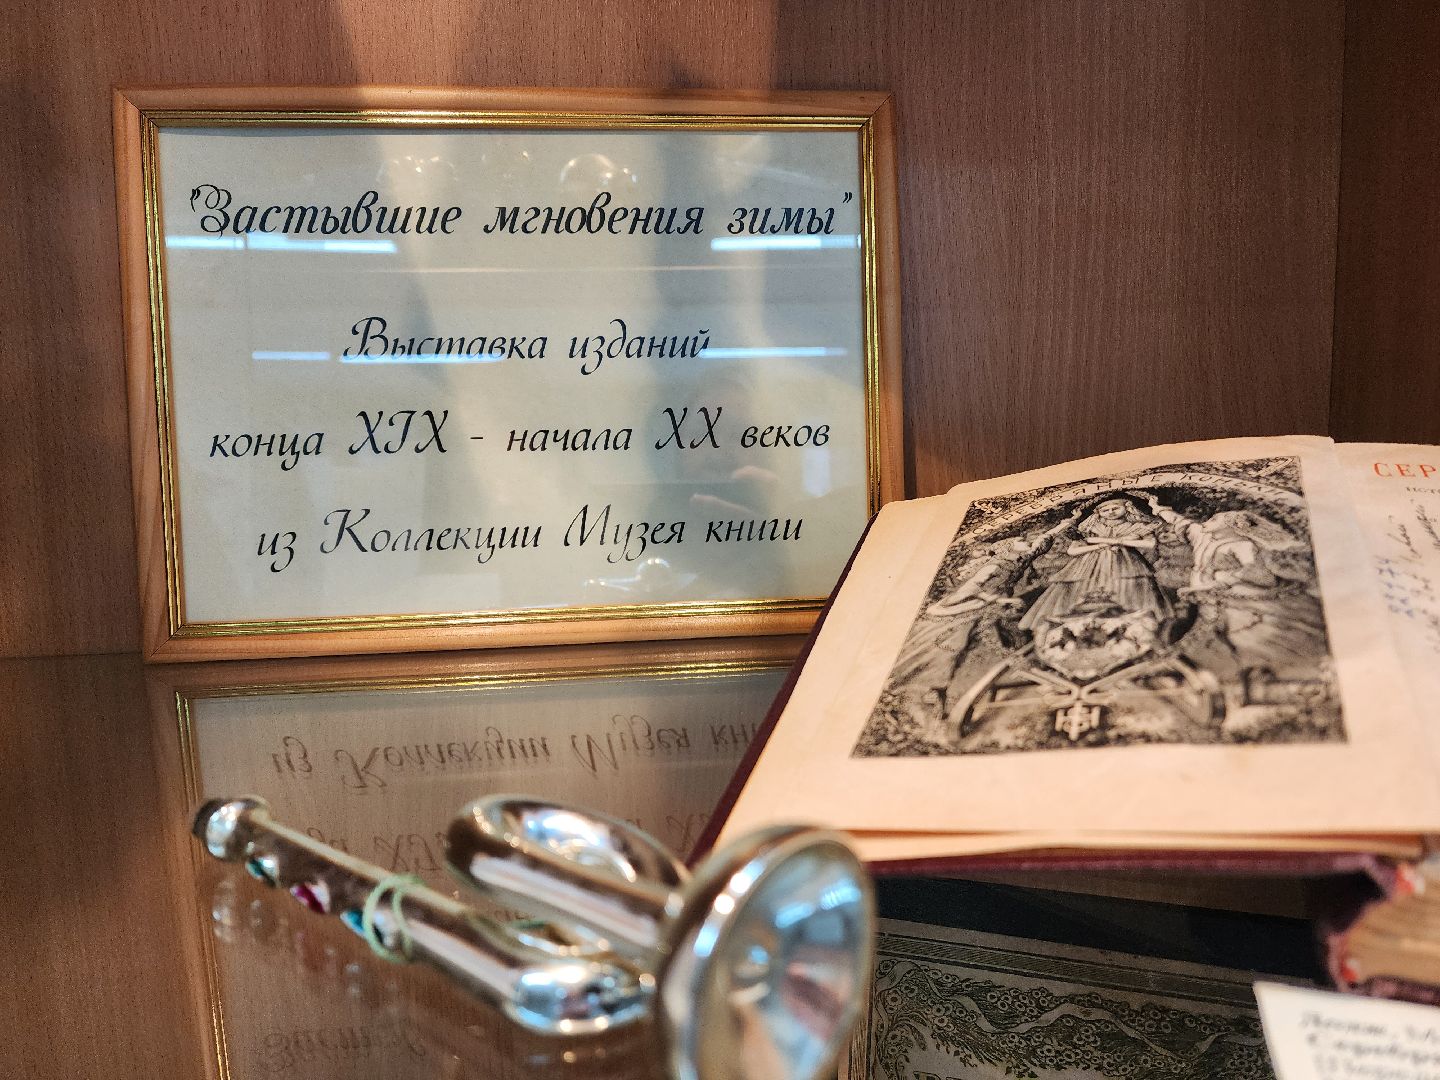 "Застывшие мгновения зимы"
Выставка изданий
конца XIX - начала XX веков
из Коллекции Музея книги
СЕР